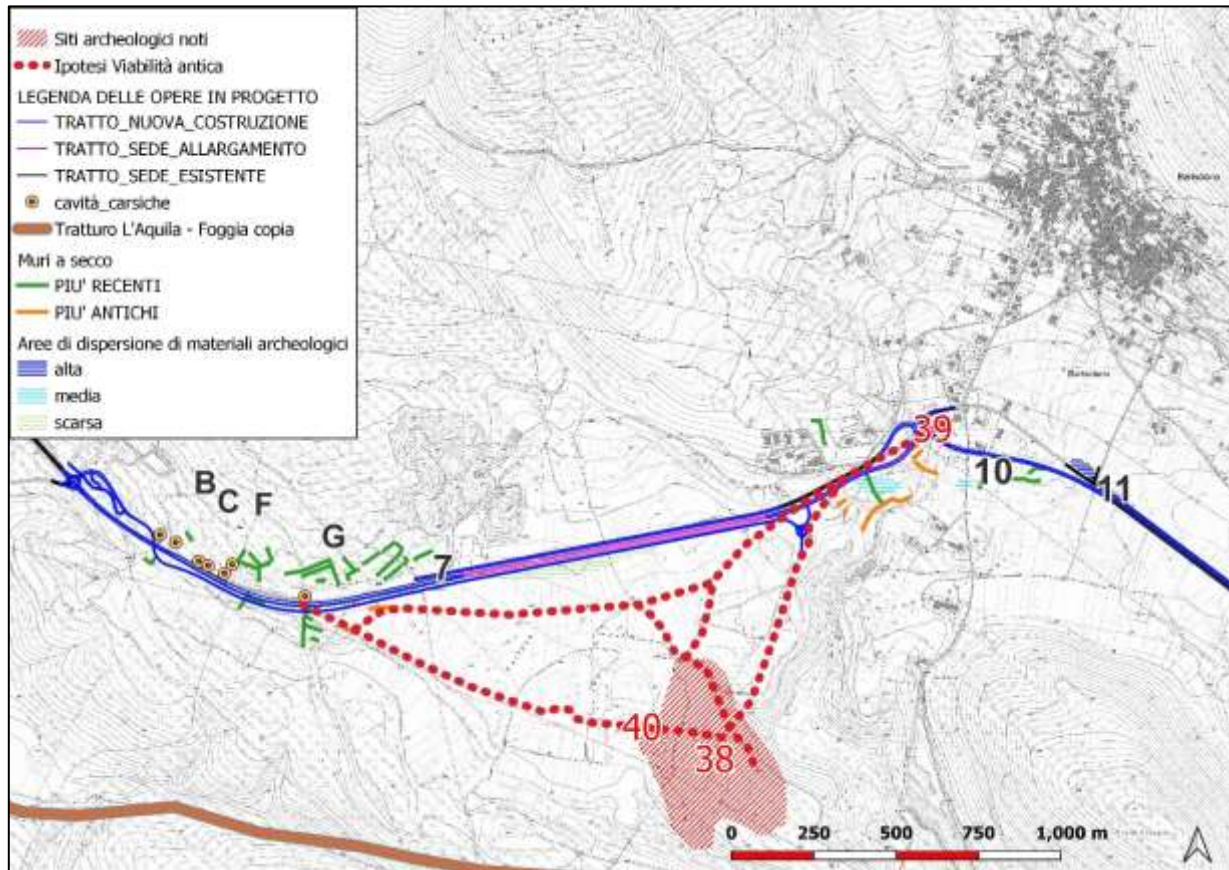 Siti archeologici noti
Ipotesi Viabilità antica
LEGENDA DELLE OPERE IN PROGETTO
TRATTO_NUOVA_COSTRUZIONE
TRATTO_SEDE_ALLARGAMENTO
TRATTO_SEDE_ESISTENTE
cavità_carsiche
Tratturo L'Aquila - Foggia copia
Muri a secco
PIU' RECENTI
PIU' ANTICHI
Aree di dispersione di materiali archeologici
alta
media
scarsa
B
C
F
G
7
39
10
11
40
38
0 250 500 750 1,000 m